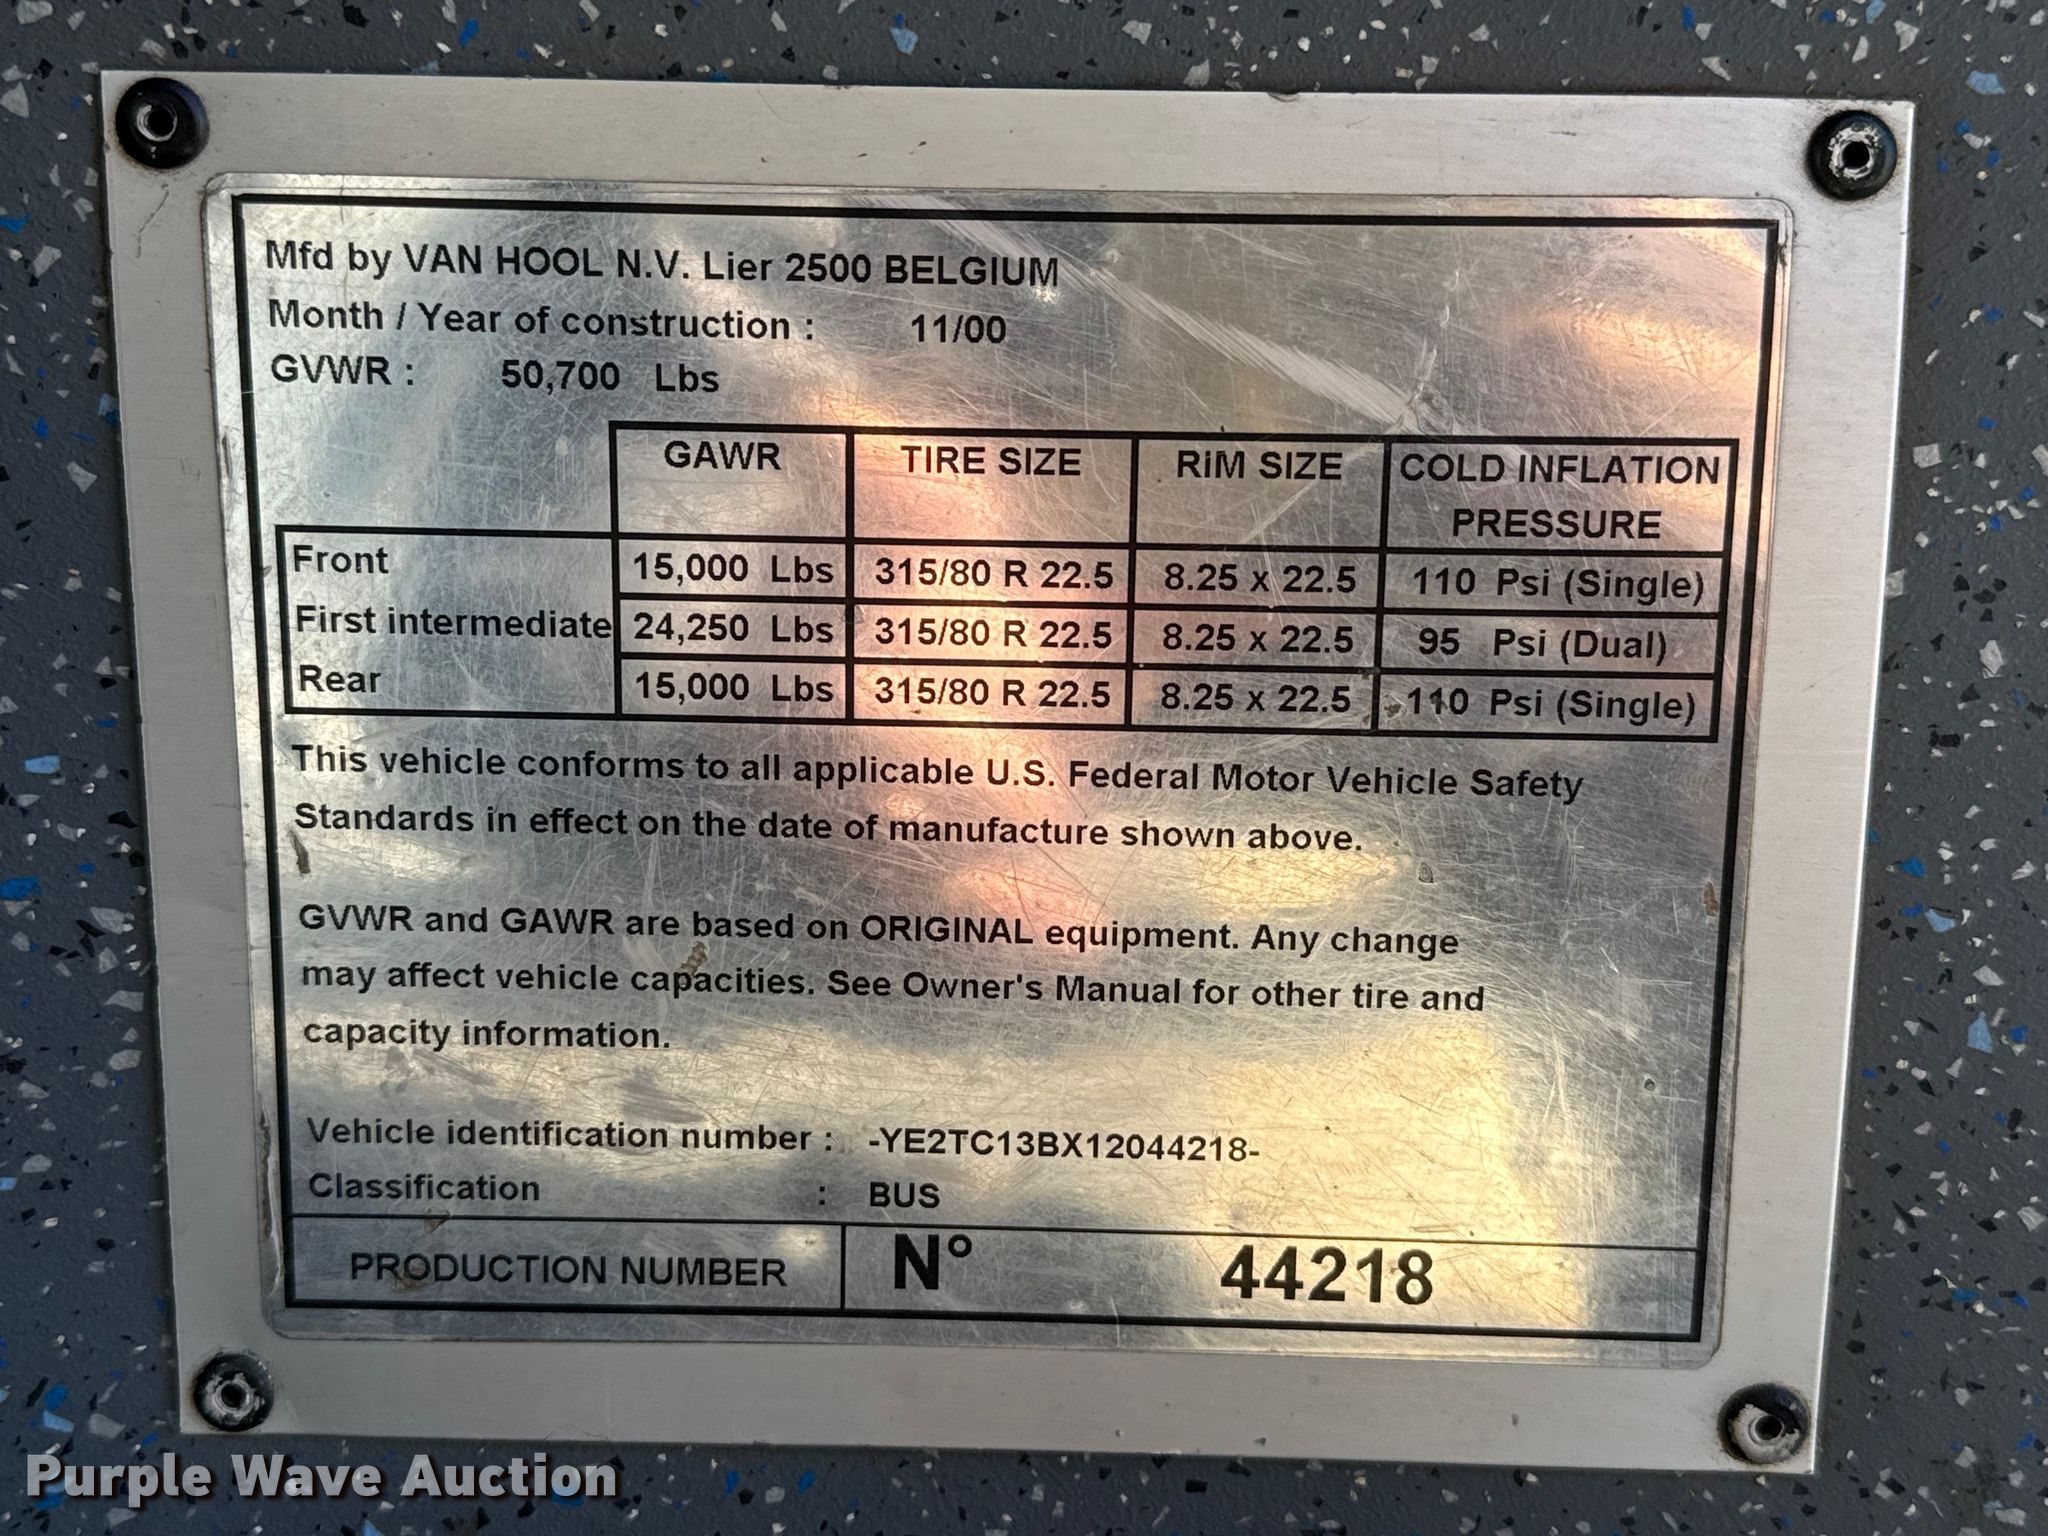 Mfd by VAN HOOL N.V. Lier 2500 BELGIUM
Month / Year of construction : 11/00
GVWR : 50,700 Lbs
GAWR TIRE SIZE RiM SIZE COLD INFLATION PRESSURE
Front 15,000 Lbs 315/80 R 22.5 8.25 x 22.5 110 Psi (Single)
First intermediate 24,250 Lbs 315/80 R 22.5 8.25 x 22.5 95 Psi (Dual)
Rear 15,000 Lbs 315/80 R 22.5 8.25 x 22.5 110 Psi (Single)
This vehicle conforms to all applicable U.S. Federal Motor Vehicle Safety
Standards in effect on the date of manufacture shown above.
GVWR and GAWR are based on ORIGINAL equipment. Any change
may affect vehicle capacities. See Owner's Manual for other tire and
capacity information.
Vehicle identification number : -YE2TC13BX12044218-
Classification : BUS
PRODUCTION NUMBER N° 44218
Purple Wave Auction